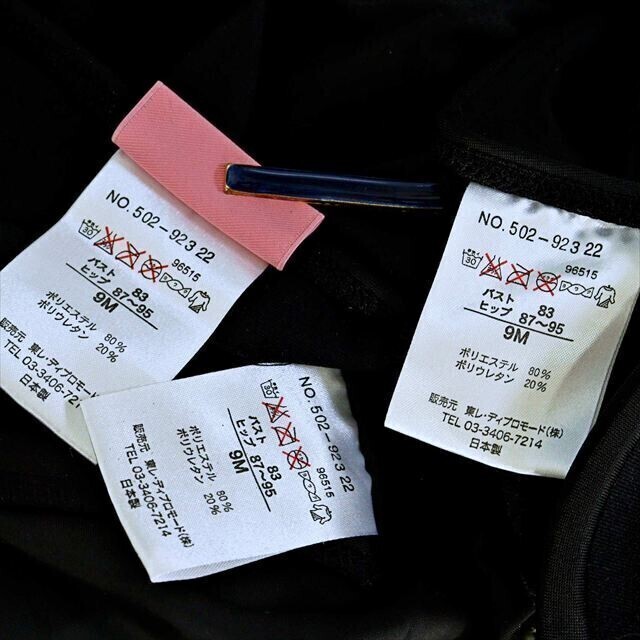 NO. 502-923 22
96515
バスト 83
ヒップ 87~95
9M
ポリエステル 80%
ポリウレタン 20%
販売元 東レ・ディプロモード(株)
TEL 03-3406-7214
日本製
NO. 502-923 22
96515
バスト 83
ヒップ 87~95
9M
ポリエステル 80%
ポリウレタン 20%
販売元 東レ・ディプロモード(株)
TEL 03-3406-7214
日本製
NO. 502-923 22
96515
バスト 83
ヒップ 87~95
9M
ポリエステル 80%
ポリウレタン 20%
販売元 東レ・ディプロモード(株)
TEL 03-3406-7214
日本製